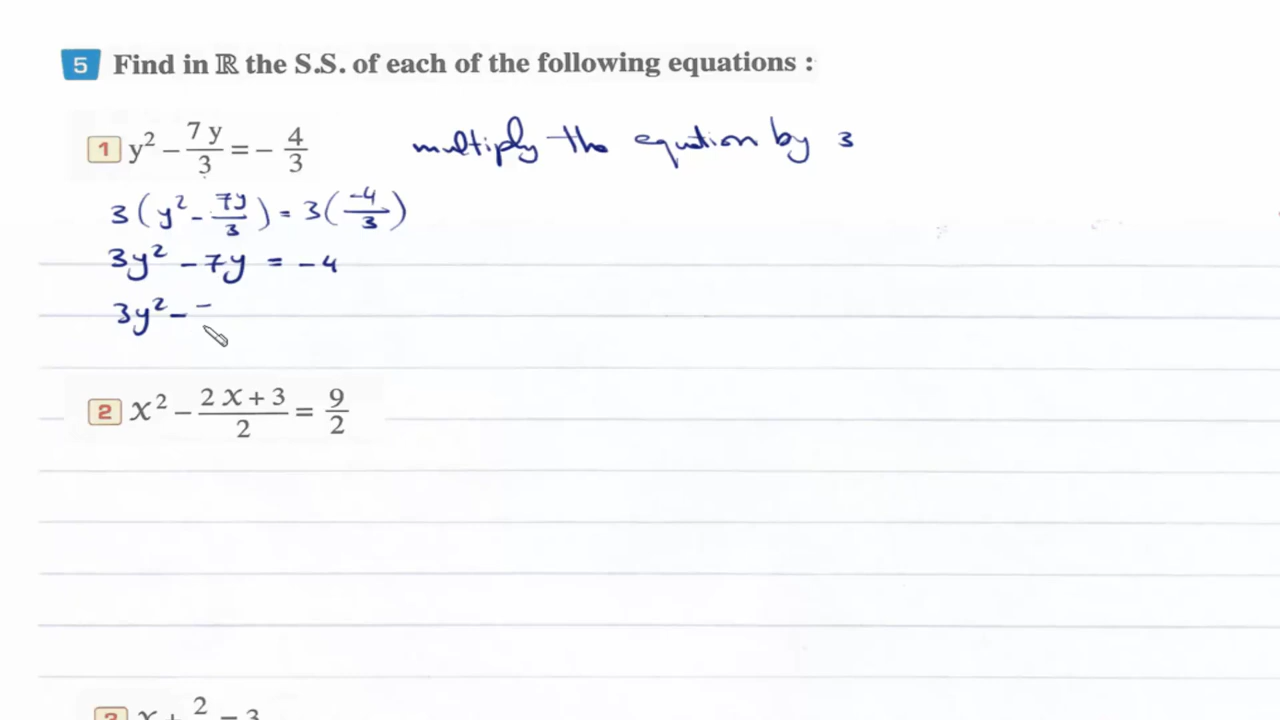 5 Find in ℝ the S.S. of each of the following equations :
1 y² - 7y/3 = - 4/3 multiply the equation by 3
3(y² - 7y/3) = 3(-4/3)
3y² - 7y = -4
3y² -
2 x² - (2x+3)/2 = 9/2